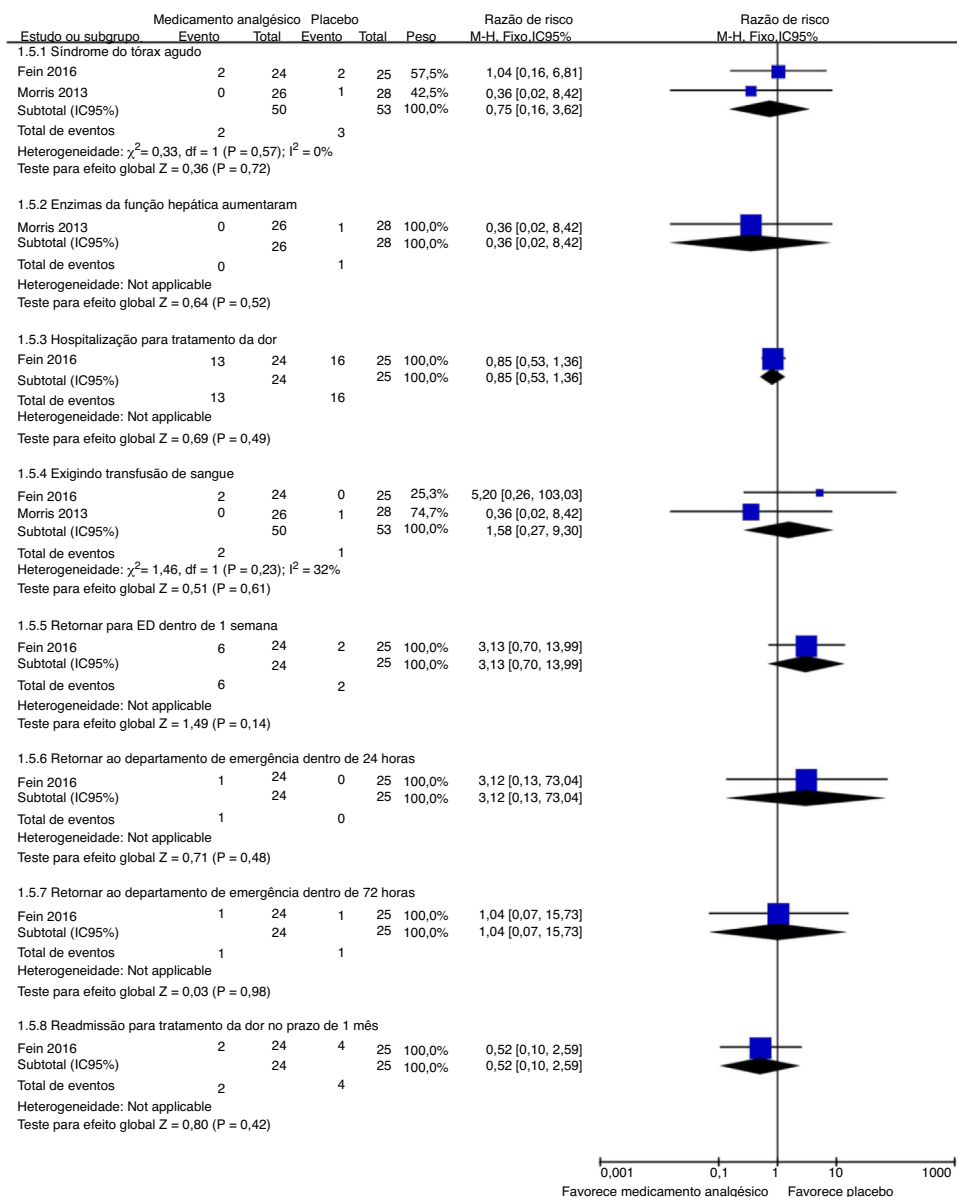 Medicamento analgésico Placebo Razão de risco Razão de risco
Estudo ou subgrupo Evento Total Evento Total Peso M-H, Fixo,IC95% M-H, Fixo,IC95%
1.5.1 Síndrome do tórax agudo
Fein 2016 2 24 2 25 57,5% 1,04 [0,16, 6,81]
Morris 2013 0 26 1 28 42,5% 0,36 [0,02, 8,42]
Subtotal (IC95%) 50 53 100,0% 0,75 [0,16, 3,62]
Total de eventos 2 3
Heterogeneidade: χ²= 0,33, df = 1 (P = 0,57); I² = 0%
Teste para efeito global Z = 0,36 (P = 0,72)
1.5.2 Enzimas da função hepática aumentaram
Morris 2013 0 26 1 28 100,0% 0,36 [0,02, 8,42]
Subtotal (IC95%) 26 28 100,0% 0,36 [0,02, 8,42]
Total de eventos 0 1
Heterogeneidade: Not applicable
Teste para efeito global Z = 0,64 (P = 0,52)
1.5.3 Hospitalização para tratamento da dor
Fein 2016 13 24 16 25 100,0% 0,85 [0,53, 1,36]
Subtotal (IC95%) 24 25 100,0% 0,85 [0,53, 1,36]
Total de eventos 13 16
Heterogeneidade: Not applicable
Teste para efeito global Z = 0,69 (P = 0,49)
1.5.4 Exigindo transfusão de sangue
Fein 2016 2 24 0 25 25,3% 5,20 [0,26, 103,03]
Morris 2013 0 26 1 28 74,7% 0,36 [0,02, 8,42]
Subtotal (IC95%) 50 53 100,0% 1,58 [0,27, 9,30]
Total de eventos 2 1
Heterogeneidade: χ²= 1,46, df = 1 (P = 0,23); I² = 32%
Teste para efeito global Z = 0,51 (P = 0,61)
1.5.5 Retornar para ED dentro de 1 semana
Fein 2016 6 24 2 25 100,0% 3,13 [0,70, 13,99]
Subtotal (IC95%) 24 25 100,0% 3,13 [0,70, 13,99]
Total de eventos 6 2
Heterogeneidade: Not applicable
Teste para efeito global Z = 1,49 (P = 0,14)
1.5.6 Retornar ao departamento de emergência dentro de 24 horas
Fein 2016 1 24 0 25 100,0% 3,12 [0,13, 73,04]
Subtotal (IC95%) 24 25 100,0% 3,12 [0,13, 73,04]
Total de eventos 1 0
Heterogeneidade: Not applicable
Teste para efeito global Z = 0,71 (P = 0,48)
1.5.7 Retornar ao departamento de emergência dentro de 72 horas
Fein 2016 1 24 1 25 100,0% 1,04 [0,07, 15,73]
Subtotal (IC95%) 24 25 100,0% 1,04 [0,07, 15,73]
Total de eventos 1 1
Heterogeneidade: Not applicable
Teste para efeito global Z = 0,03 (P = 0,98)
1.5.8 Readmissão para tratamento da dor no prazo de 1 mês
Fein 2016 2 24 4 25 100,0% 0,52 [0,10, 2,59]
Subtotal (IC95%) 24 25 100,0% 0,52 [0,10, 2,59]
Total de eventos 2 4
Heterogeneidade: Not applicable
Teste para efeito global Z = 0,80 (P = 0,42)
0,001 0,1 1 10 1000
Favorece medicamento analgésico Favorece placebo